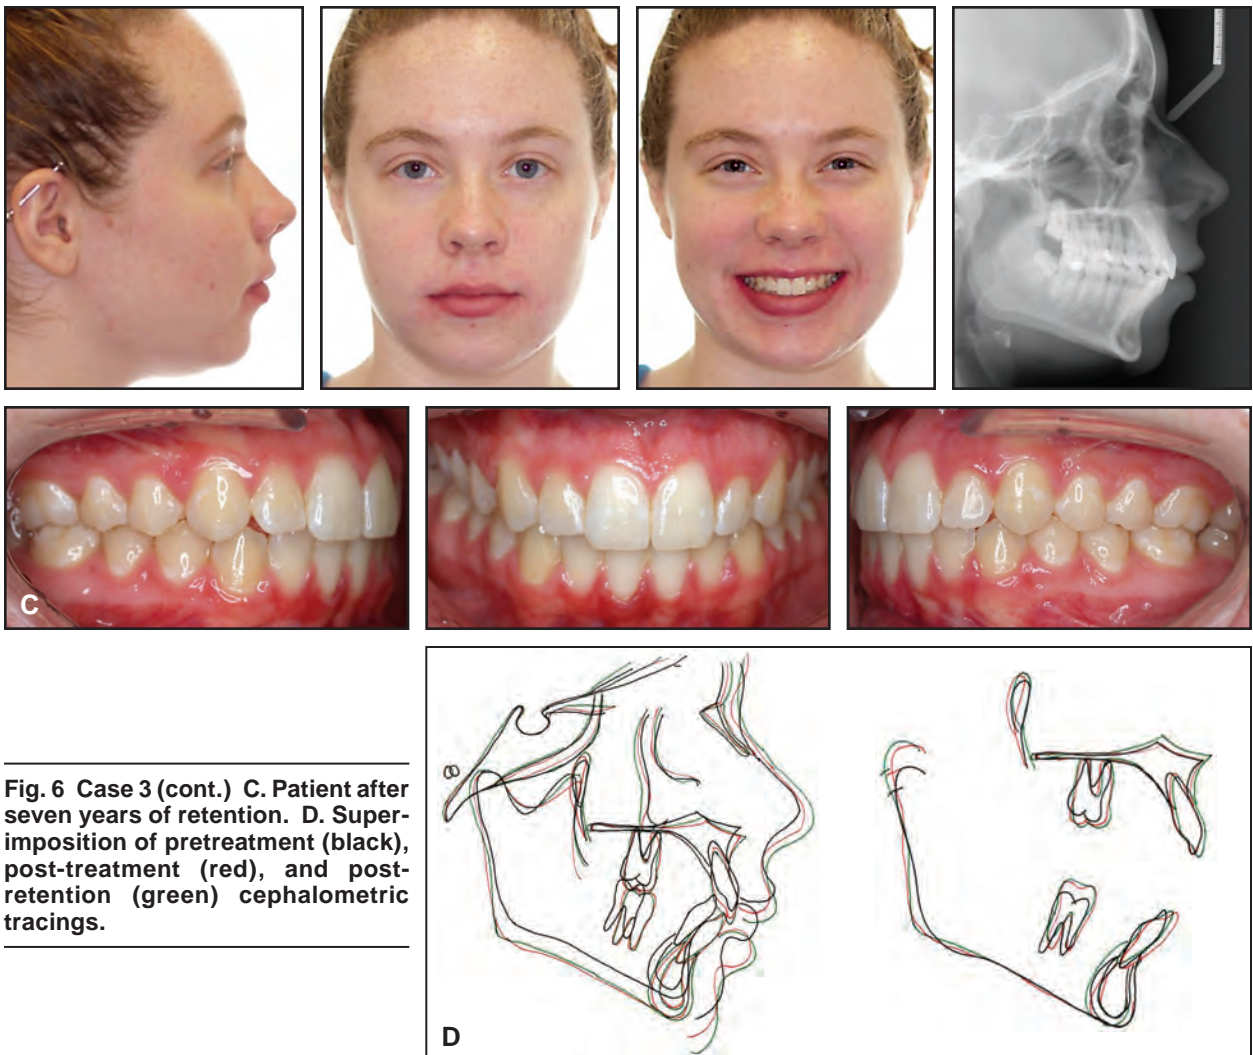 C
Fig. 6 Case 3 (cont.) C. Patient after
seven years of retention. D. Super-
imposition of pretreatment (black),
post-treatment (red), and post-
retention (green) cephalometric
tracings.
D